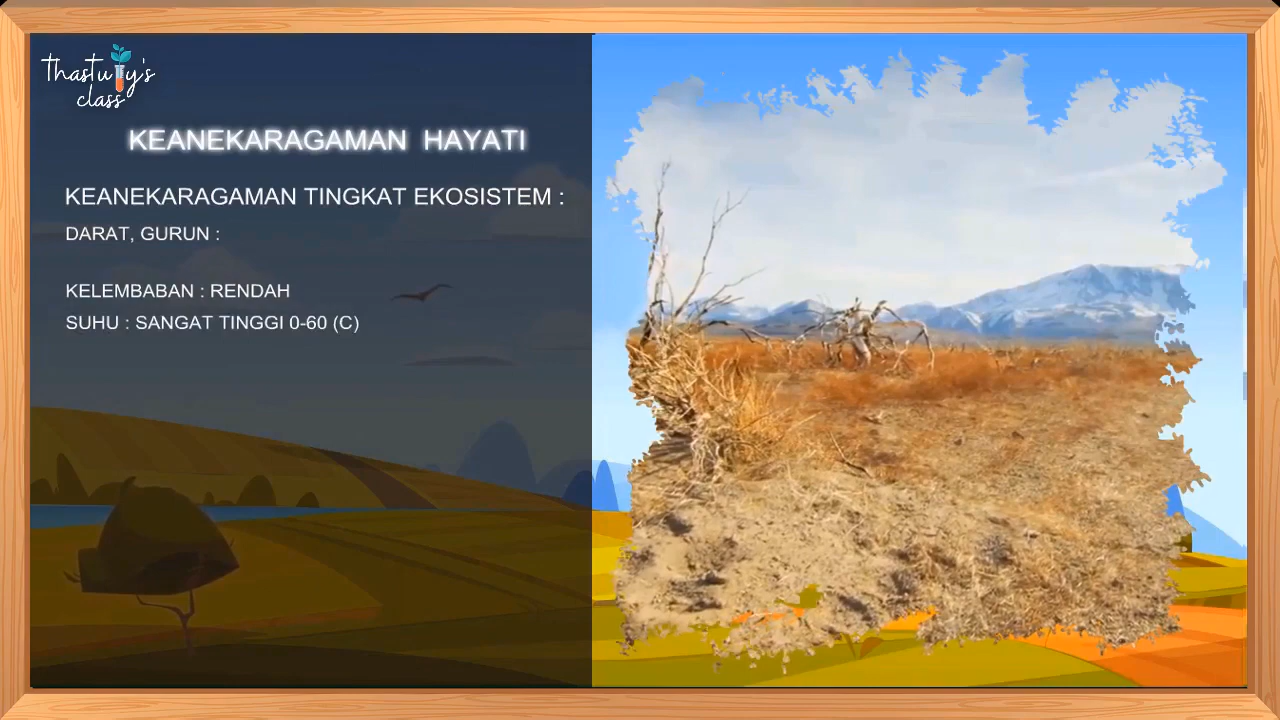 Thastuty's
class
KEANEKARAGAMAN HAYATI
KEANEKARAGAMAN TINGKAT EKOSISTEM :
DARAT, GURUN :
KELEMBABAN : RENDAH
SUHU : SANGAT TINGGI 0-60 (C)